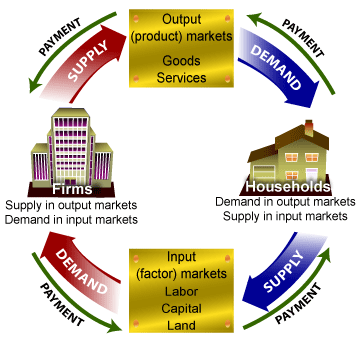 PAYMENT
SUPPLY
Output
(product) markets
Goods
Services
PAYMENT
DEMAND
Firms
Supply in output markets
Demand in input markets
Households
Demand in output markets
Supply in input markets
DEMAND
PAYMENT
Input
(factor) markets
Labor
Capital
Land
SUPPLY
PAYMENT